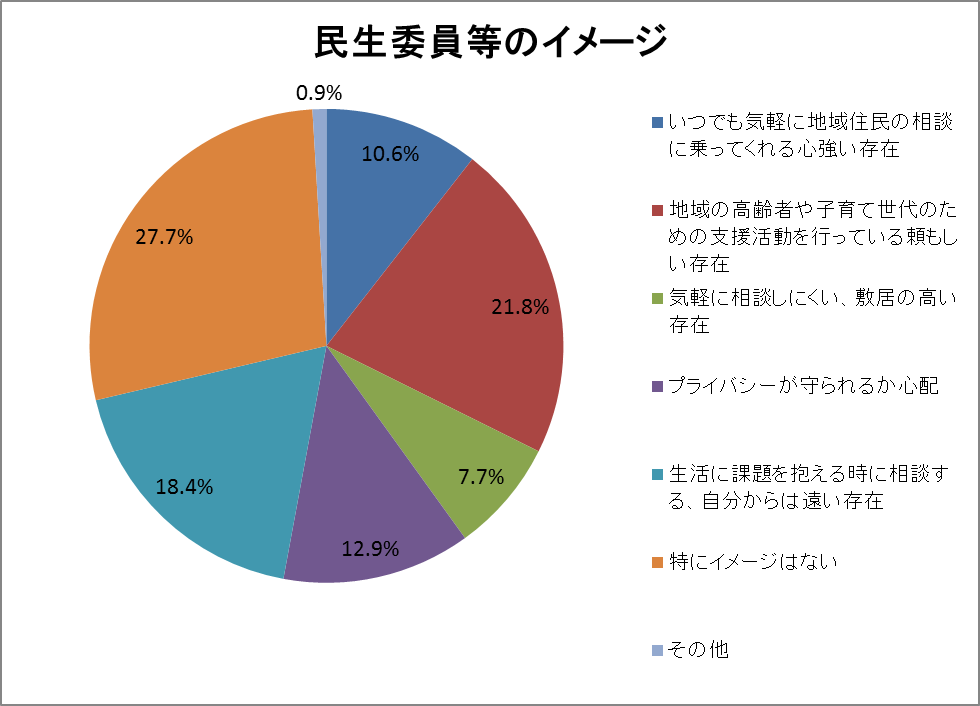 民生委員等のイメージ
0.9%
10.6%
21.8%
7.7%
12.9%
18.4%
27.7%
いつでも気軽に地域住民の相談
に乗ってくれる心強い存在
地域の高齢者や子育て世代のた
めの支援活動を行っている頼もし
い存在
気軽に相談しにくい、敷居の高い
存在
プライバシーが守られるか心配
生活に課題を抱える時に相談す
る、自分からは遠い存在
特にイメージはない
その他